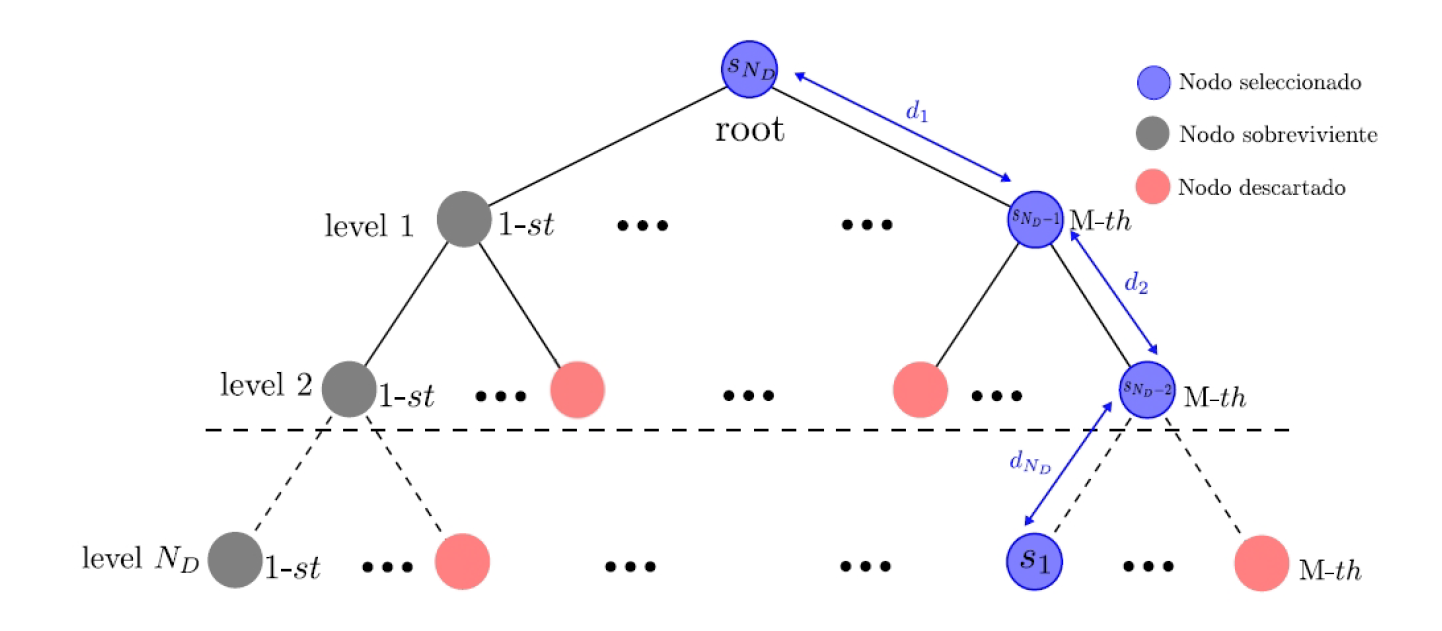 s_{N_D}
root
d_1
Nodo seleccionado
Nodo sobreviviente
Nodo descartado
level 1 1-st ••• ••• s_{N_D-1} M-th
d_2
level 2 1-st ••• ••• ••• s_{N_D-2} M-th
d_{N_D}
level N_D 1-st ••• ••• ••• s_1 ••• M-th